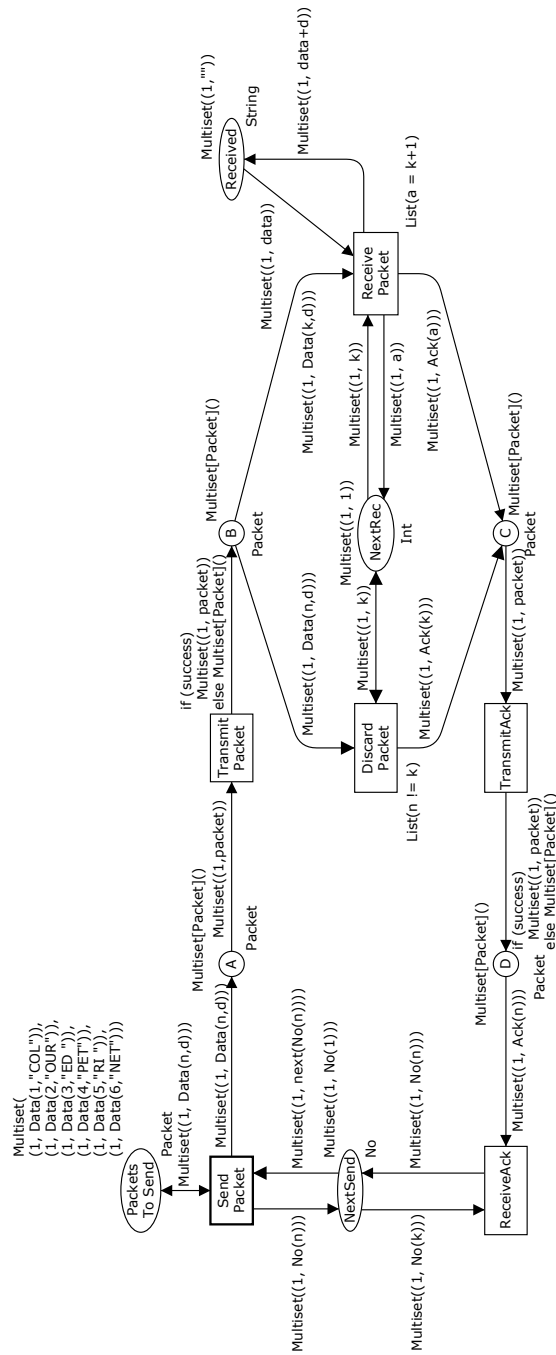 Multiset(
(1, Data(1,"COL")),
(1, Data(2,"OUR")),
(1, Data(3,"ED ")),
(1, Data(4,"PET")),
(1, Data(5,"RI ")),
(1, Data(6,"NET")))
Packets
To Send
Packet
Multiset((1, Data(n,d)))
Send
Packet
Multiset((1, Data(n,d)))
Multiset[Packet]()
A
Packet
Multiset((1,packet))
Transmit
Packet
if (success)
Multiset((1, packet))
else Multiset[Packet]()
Multiset[Packet]()
B
Packet
Multiset((1,""))
Received
String
Multiset((1, data))
Multiset((1, data+d))
Multiset((1, No(n)))
Multiset((1, next(No(n))))
Multiset((1, No(1)))
NextSend
No
Multiset((1, No(k)))
Multiset((1, No(n)))
Multiset((1, Data(n,d)))
Multiset((1, Data(k,d)))
Discard
Packet
List(n != k)
Multiset((1, k))
Multiset((1, 1))
NextRec
Int
Multiset((1, k))
Multiset((1, a))
Receive
Packet
List(a = k+1)
Multiset((1, Ack(k)))
Multiset((1, Ack(a)))
ReceiveAck
Multiset((1, Ack(n)))
Multiset[Packet]()
D
Packet
if (success)
Multiset((1, packet))
else Multiset[Packet]()
TransmitAck
Multiset((1, packet))
C
Multiset[Packet]()
Packet